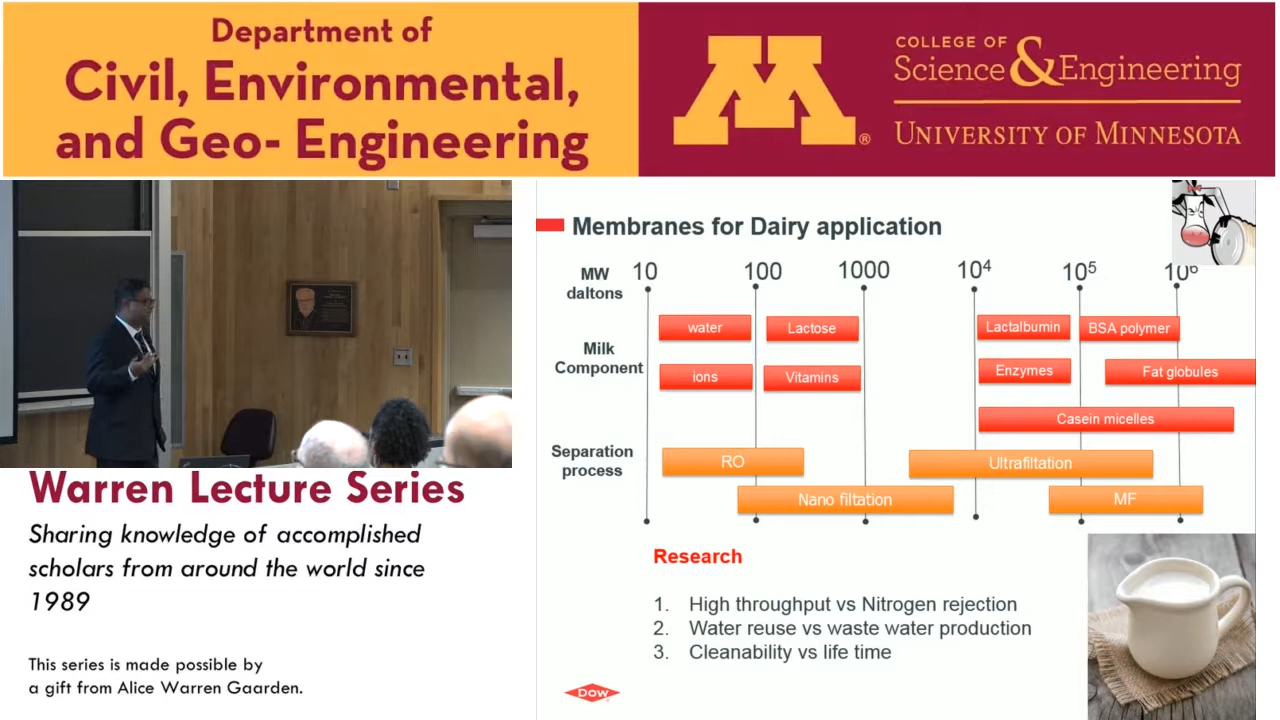 Department of
Civil, Environmental,
and Geo- Engineering
M®
COLLEGE OF
Science & Engineering
UNIVERSITY OF MINNESOTA
Membranes for Dairy application
MW
daltons
10
100
1000
10⁴
10⁵
10⁶
Milk
Component
water
Lactose
Lactalbumin
BSA polymer
ions
Vitamins
Enzymes
Fat globules
Casein micelles
Separation
process
RO
Ultrafiltation
Nano filtation
MF
Research
1. High throughput vs Nitrogen rejection
2. Water reuse vs waste water production
3. Cleanability vs life time
Dow
Warren Lecture Series
Sharing knowledge of accomplished
scholars from around the world since
1989
This series is made possible by
a gift from Alice Warren Gaarden.